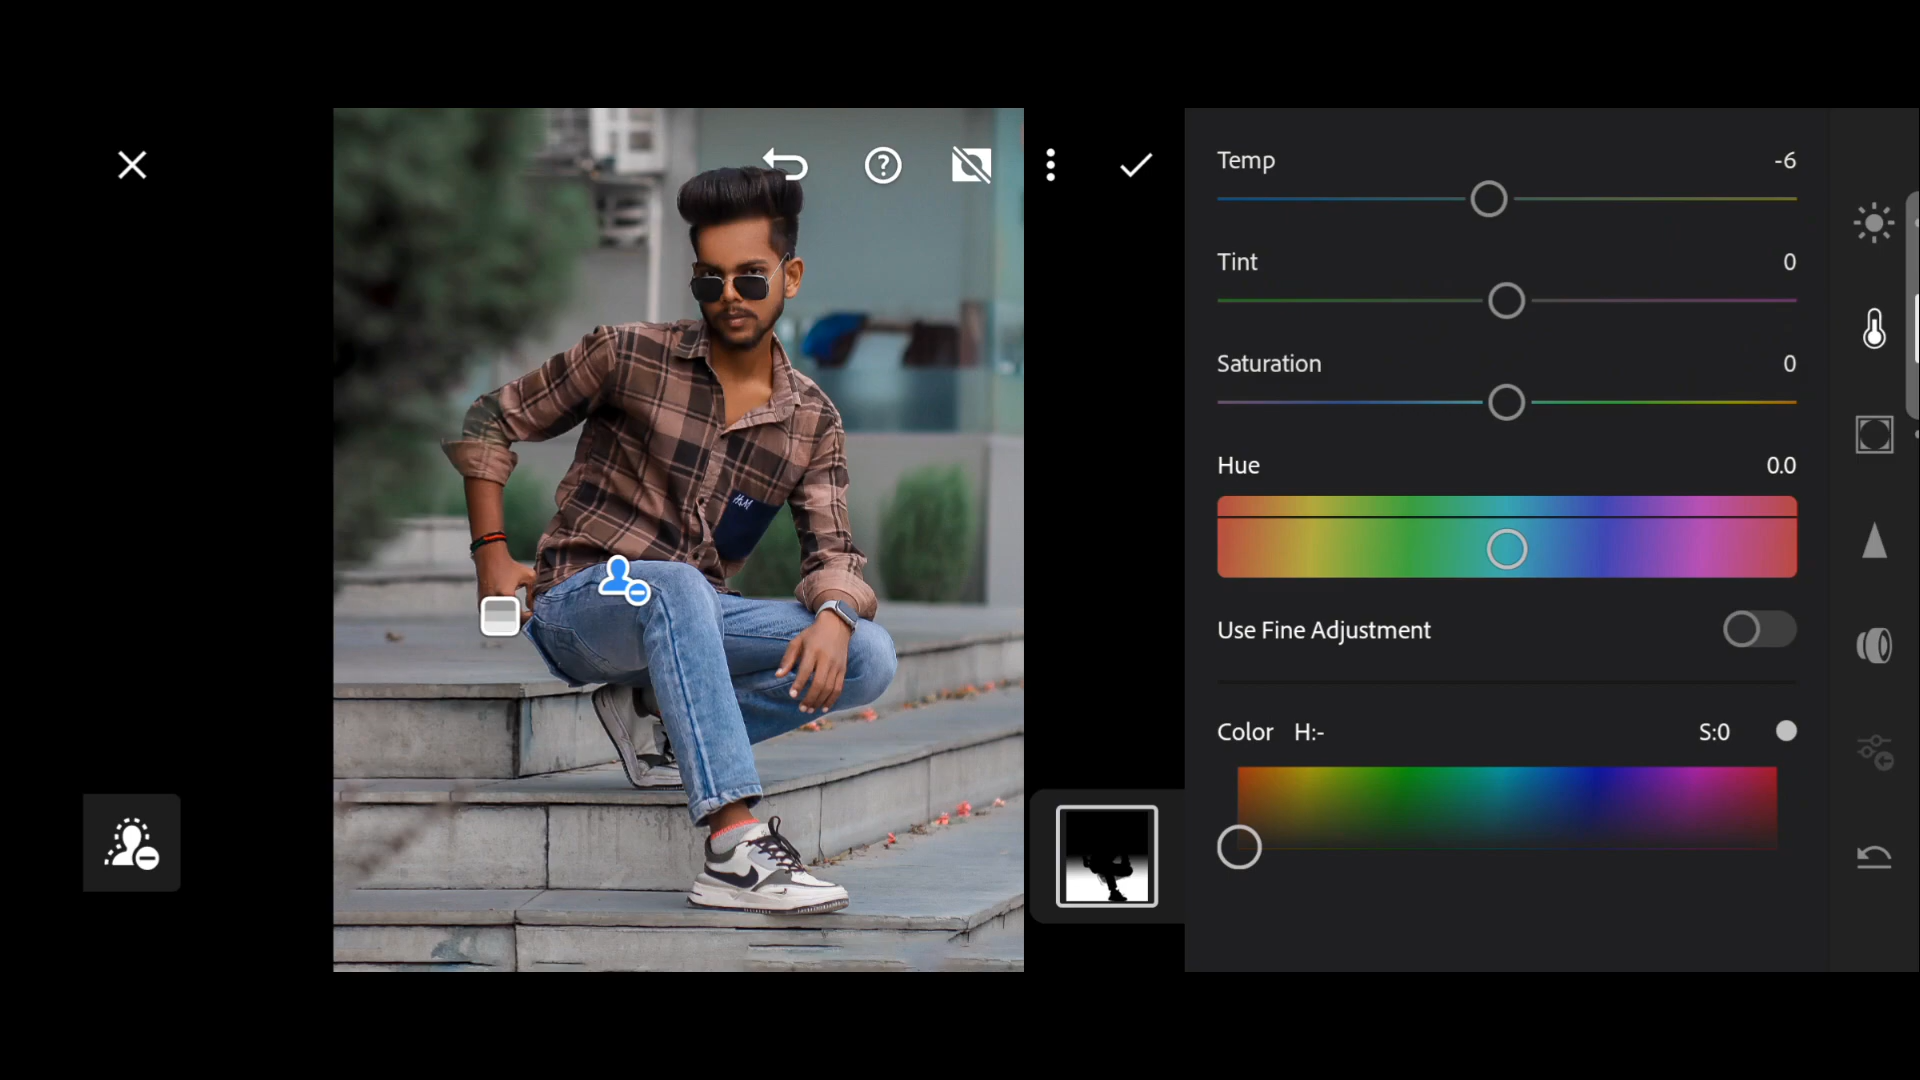 Temp -6
Tint 0
Saturation 0
Hue 0.0
Use Fine Adjustment
Color H:- S:0
H&M